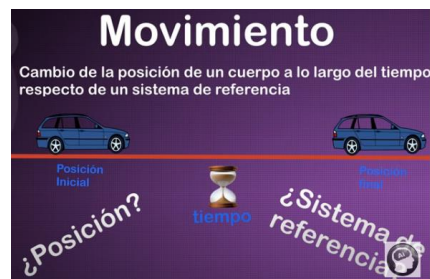 Movimiento
Cambio de la posición de un cuerpo a lo largo del tiempo
respecto de un sistema de referencia
Posición
Inicial
Posición
final
tiempo
¿Posición?
¿Sistema de
referencia